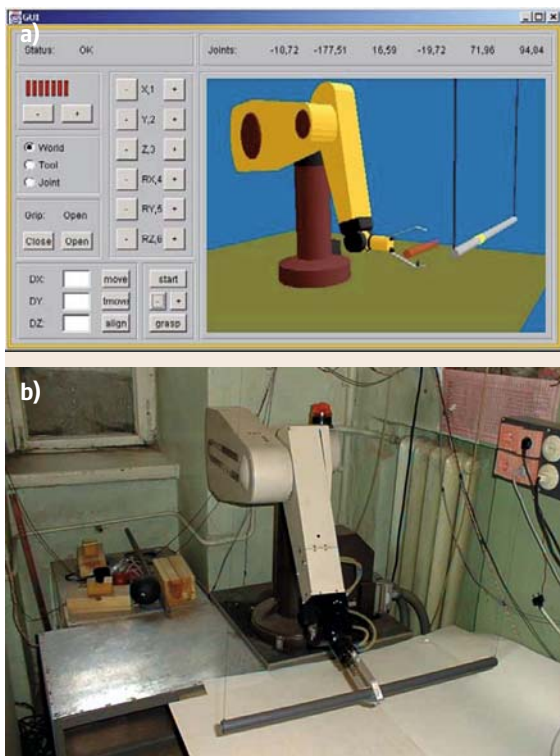 GUI
a)
Status: OK
Joints: -10,72 -177,51 16,59 -19,72 71,96 94,04
- X,1 +
- +
- Y,2 +
World
- Z,3 +
Tool
Joint
- RX,4 +
Grip: Open
- RY,5 +
Close Open
- RZ,6 +
DX: move start
DY: tmove - +
DZ: align grasp
b)